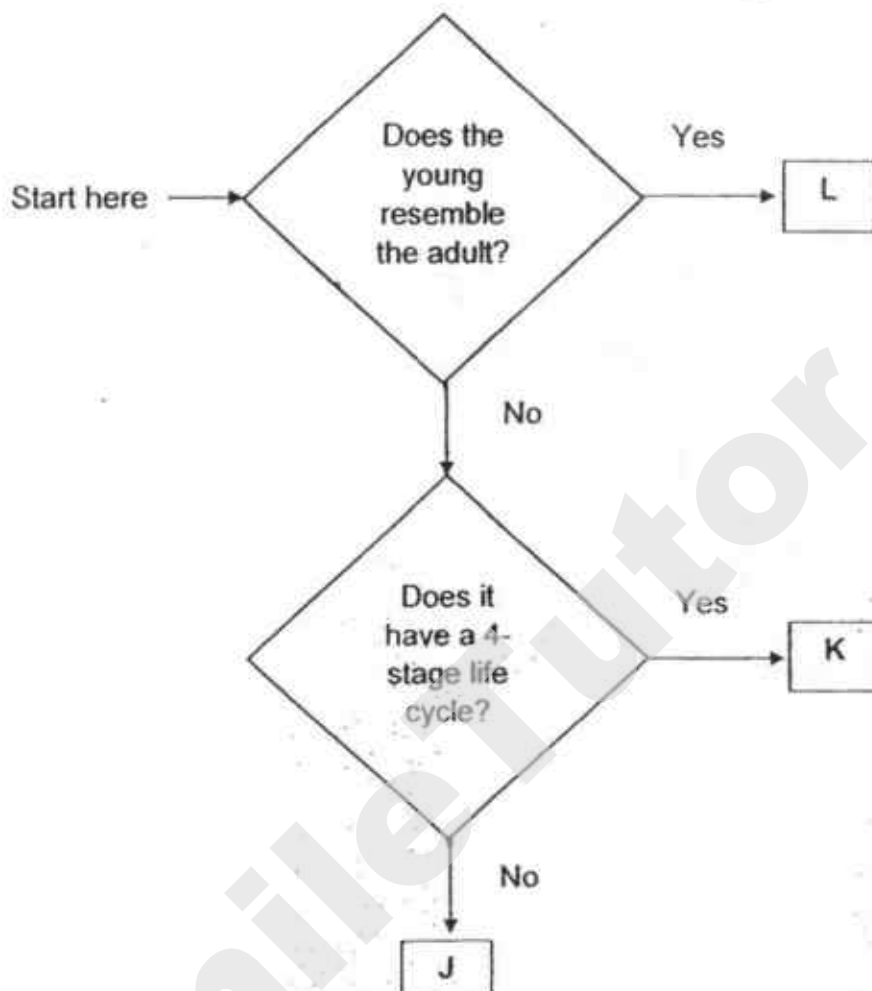 Does the
young
resemble
the adult?
Yes
Start here
L
No
Does it
have a 4-
stage life
cycle?
Yes
K
No
J